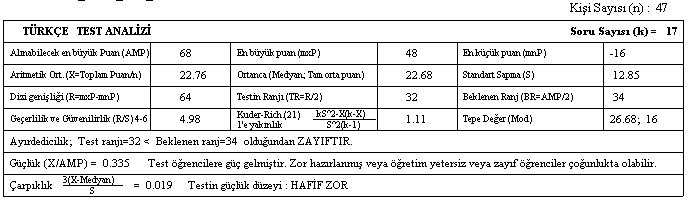 Kişi Sayısı (n) : 47
TÜRKÇE TEST ANALİZİ Soru Sayısı (k) = 17
Alınabilecek en büyük Puan (AMP) 68 En büyük puan (mxP) 48 En küçük puan (mnP) -16
Aritmetik Ort. (X=Toplam Puan/n) 22.76 Ortanca (Medyan; Tam orta puan) 22.68 Standart Sapma (S) 12.85
Dizi genişliği (R=mxP-mnP) 64 Testin Ranjı (TR=R/2) 32 Beklenen Ranj (BR=AMP/2) 34
Geçerlilik ve Güvenilirlik (R/S)4-6 4.98 Kuder-Rich.(21) 1'e yakınlık kS^2-X(k-X) / S^2(k-1) 1.11 Tepe Değer (Mod) 26.68; 16
Ayırdedicilik; Test ranjı=32 < Beklenen ranj=34 olduğundan ZAYIFTIR.
Güçlük (X/AMP) = 0.335 Test öğrencilere güç gelmiştir. Zor hazırlanmış veya öğretim yetersiz veya zayıf öğrenciler çoğunlukta olabilir.
Çarpıklık 3(X-Medyan) / S = 0.019 Testin güçlük düzeyi : HAFİF ZOR